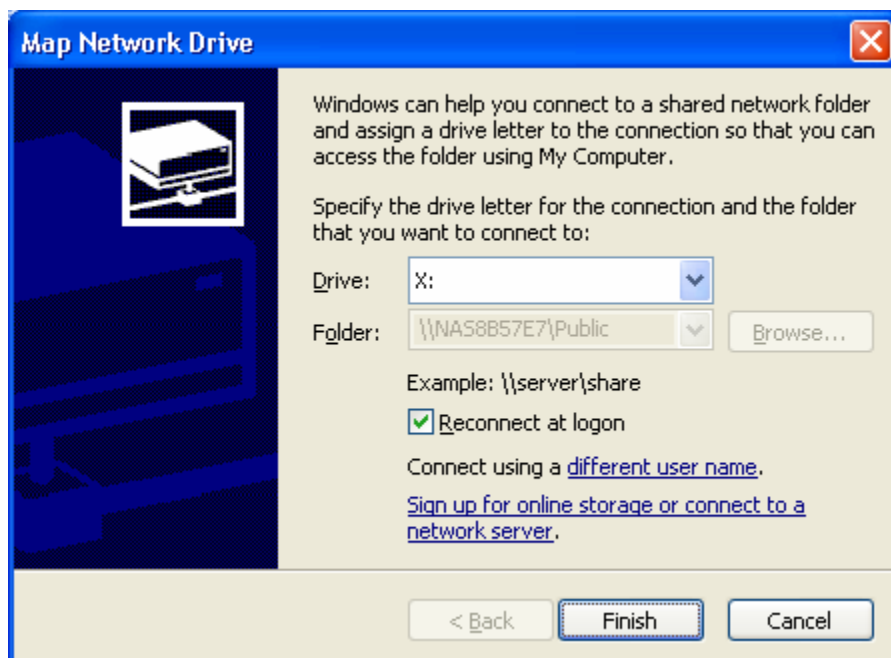 Map Network Drive
Windows can help you connect to a shared network folder
and assign a drive letter to the connection so that you can
access the folder using My Computer.
Specify the drive letter for the connection and the folder
that you want to connect to:
Drive: X:
Folder: \\NAS8B57E7\Public Browse...
Example: \\server\share
Reconnect at logon
Connect using a different user name.
Sign up for online storage or connect to a
network server.
< Back Finish Cancel